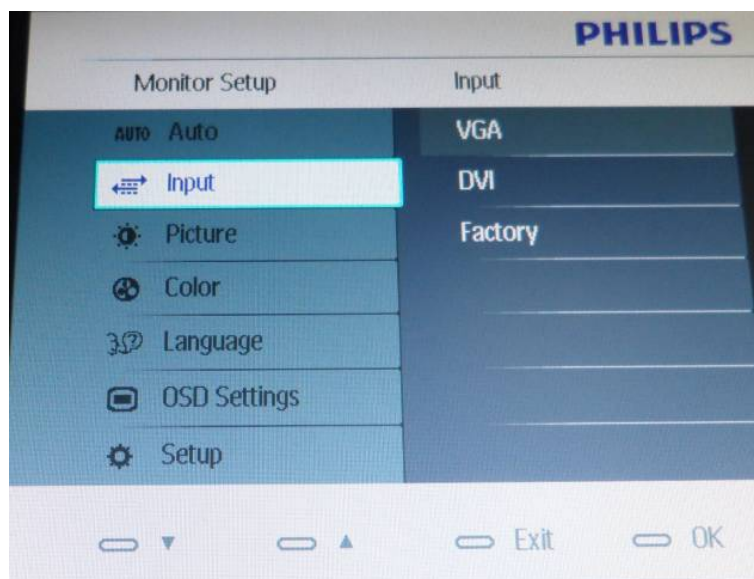 PHILIPS
Monitor Setup
Input
AUTO Auto
Input
Picture
Color
Language
OSD Settings
Setup
VGA
DVI
Factory
▼ ▲ Exit OK